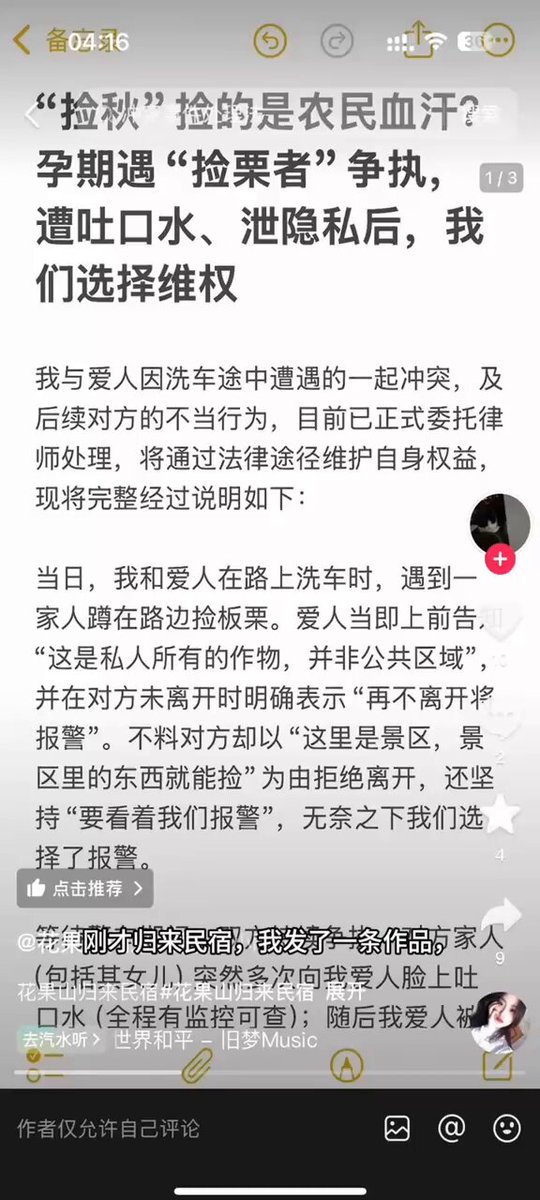 备忘录
04:16
“捡秋”捡的是农民血汗?
孕期遇“捡栗者”争执，
遭吐口水、泄隐私后，我
们选择维权
1/3
我与爱人因洗车途中遭遇的一起冲突，及
后续对方的不当行为，目前已正式委托律
师处理，将通过法律途径维护自身权益，
现将完整经过说明如下：
当日，我和爱人在路上洗车时，遇到一
家人蹲在路边捡板栗。爱人当即上前告知
“这是私人所有的作物，并非公共区域”，
并在对方未离开时明确表示“再不离开将
报警”。不料对方却以“这里是景区，景
区里的东西就能捡”为由拒绝离开，还坚
持“要看着我们报警”，无奈之下我们选
择了报警。
点击推荐 >
@花果
刚才归来民宿，我发了一条作品，
方家人
(包括其女儿) 突然多次向我爱人脸上吐
花果山归来民宿#花果山归来民宿 展开
口水 (全程有监控可查)；随后我爱人被
去汽水听 >
世界和平 - 旧梦Music
2
4
9
作者仅允许自己评论